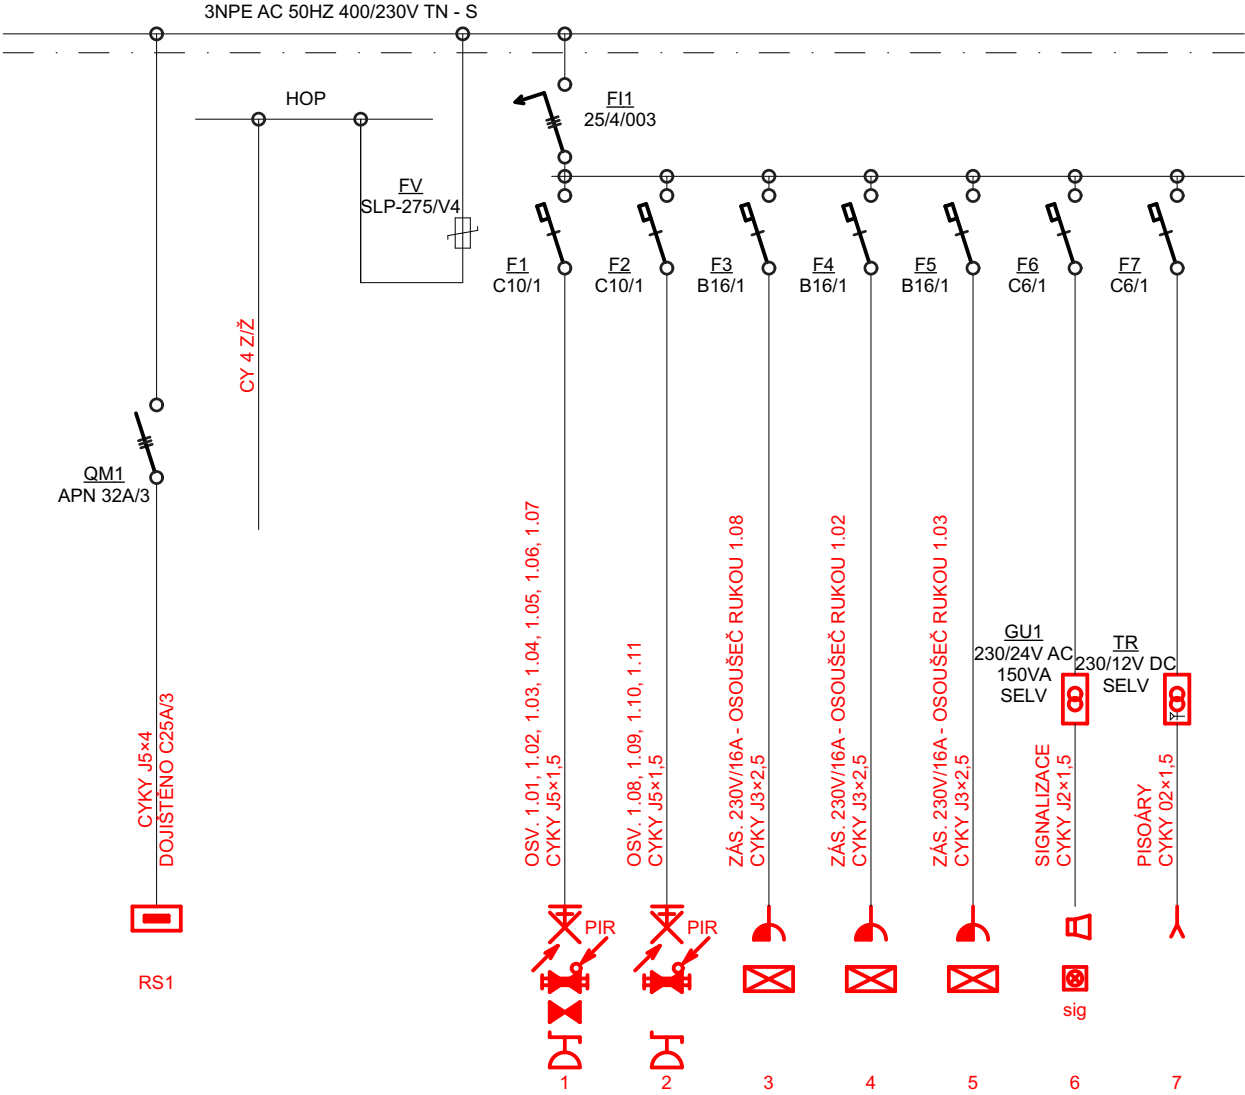 3NPE AC 50HZ 400/230V TN - S
HOP
FI1
25/4/003
FV
SLP-275/V4
F1
C10/1
F2
C10/1
F3
B16/1
F4
B16/1
F5
B16/1
F6
C6/1
F7
C6/1
CY 4 Z/Ž
QM1
APN 32A/3
CYKY J5×4
DOJIŠTĚNO C25A/3
OSV. 1.01, 1.02, 1.03, 1.04, 1.05, 1.06, 1.07
CYKY J5×1,5
OSV. 1.08, 1.09, 1.10, 1.11
CYKY J5×1,5
ZÁS. 230V/16A - OSOUŠEČ RUKOU 1.08
CYKY J3×2,5
ZÁS. 230V/16A - OSOUŠEČ RUKOU 1.02
CYKY J3×2,5
ZÁS. 230V/16A - OSOUŠEČ RUKOU 1.03
CYKY J3×2,5
GU1
230/24V AC
150VA
SELV
TR
230/12V DC
SELV
SIGNALIZACE
CYKY J2×1,5
PISOÁRY
CYKY 02×1,5
PIR
PIR
RS1
sig
1
2
3
4
5
6
7